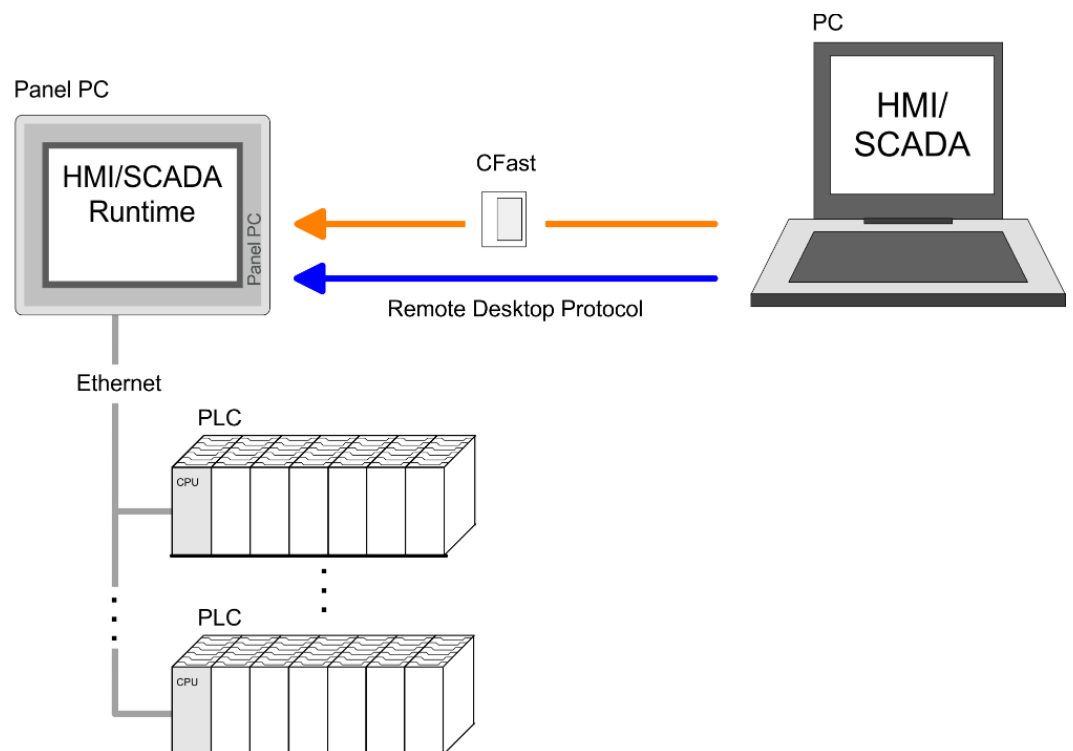 PC
Panel PC
HMI/SCADA
Runtime
Panel PC
CFast
HMI/
SCADA
Remote Desktop Protocol
Ethernet
PLC
CPU
PLC
CPU